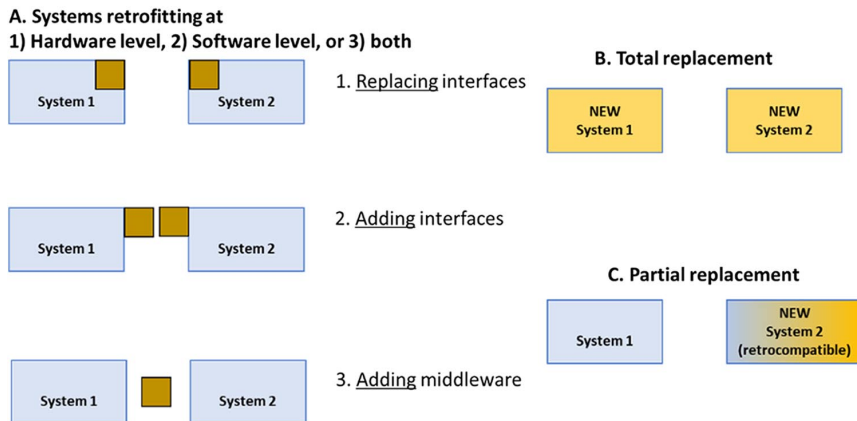 A. Systems retrofitting at
1) Hardware level, 2) Software level, or 3) both
System 1
System 2
1. Replacing interfaces
System 1
System 2
2. Adding interfaces
System 1
System 2
3. Adding middleware
B. Total replacement
NEW
System 1
NEW
System 2
C. Partial replacement
System 1
NEW
System 2
(retrocompatible)